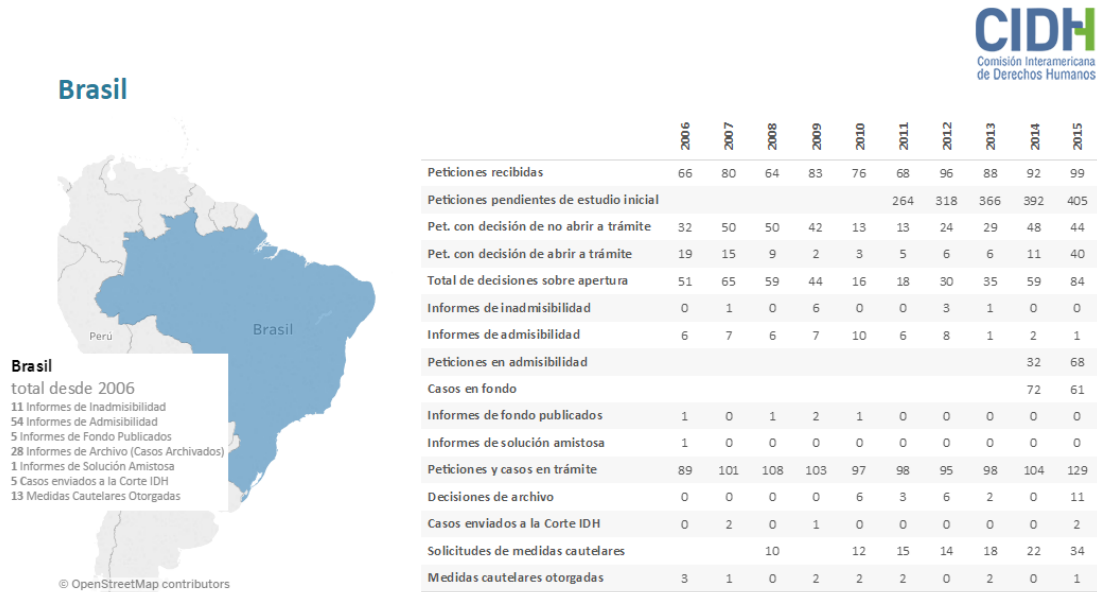 CIDH
Comisión Interamericana
de Derechos Humanos
Brasil
2006 2007 2008 2009 2010 2011 2012 2013 2014 2015
Peticiones recibidas 66 80 64 83 76 68 96 88 92 99
Peticiones pendientes de estudio inicial 264 318 366 392 405
Pet. con decisión de no abrir a trámite 32 50 50 42 13 13 24 29 48 44
Pet. con decisión de abrir a trámite 19 15 9 2 3 5 6 6 11 40
Total de decisiones sobre apertura 51 65 59 44 16 18 30 35 59 84
Informes de inadmisibilidad 0 1 0 6 0 0 3 1 0 0
Informes de admisibilidad 6 7 6 7 10 6 8 1 2 1
Peticiones en admisibilidad 32 68
Casos en fondo 72 61
Informes de fondo publicados 1 0 1 2 1 0 0 0 0 0
Informes de solución amistosa 1 0 0 0 0 0 0 0 0 0
Peticiones y casos en trámite 89 101 108 103 97 98 95 98 104 129
Decisiones de archivo 0 0 0 0 6 3 6 2 0 11
Casos enviados a la Corte IDH 0 2 0 1 0 0 0 0 0 2
Solicitudes de medidas cautelares 10 12 15 14 18 22 34
Medidas cautelares otorgadas 3 1 0 2 2 2 0 2 0 1
Perú
Brasil
Brasil
total desde 2006
11 Informes de Inadmisibilidad
54 Informes de Admisibilidad
5 Informes de Fondo Publicados
28 Informes de Archivo (Casos Archivados)
1 Informes de Solución Amistosa
5 Casos enviados a la Corte IDH
13 Medidas Cautelares Otorgadas
© OpenStreetMap contributors